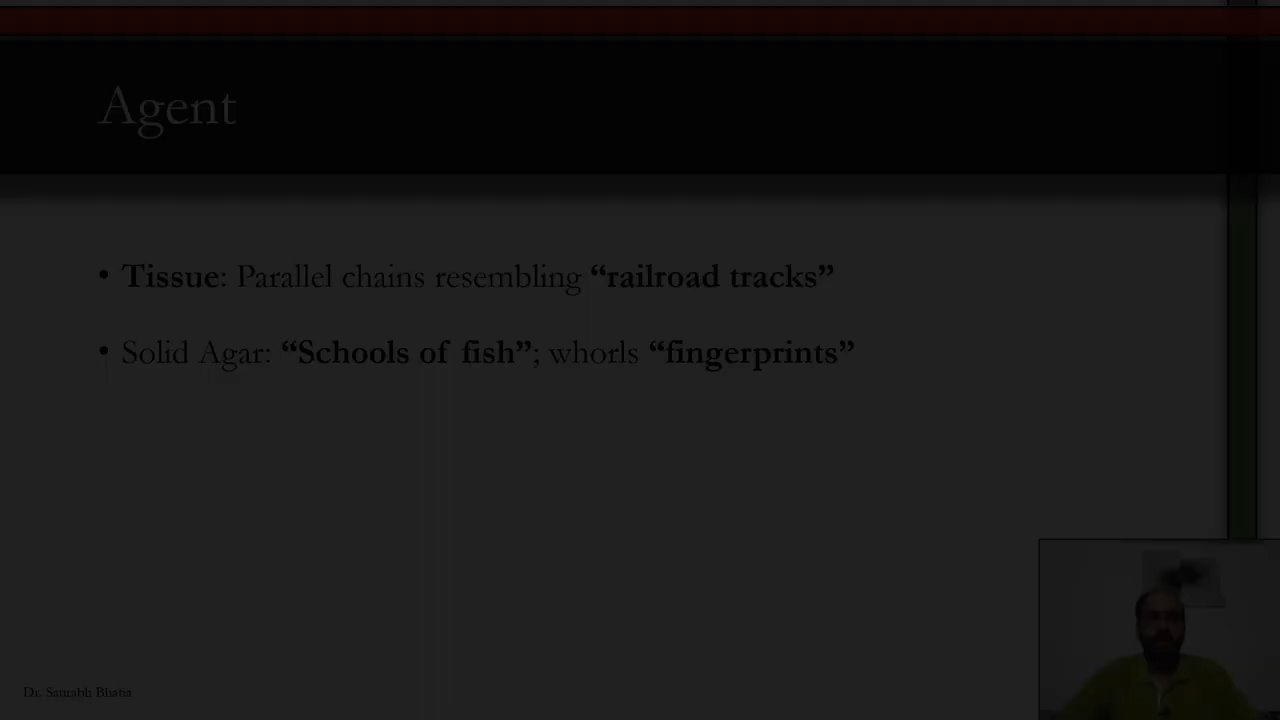 Agent
• Tissue: Parallel chains resembling “railroad tracks”
• Solid Agar: “Schools of fish”; whorls “fingerprints”
Dr. Saurabh Bhatia